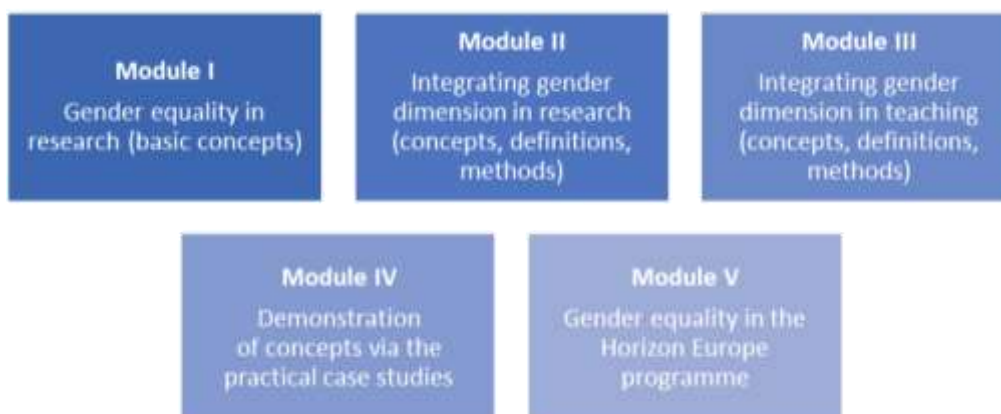 Module I
Gender equality in
research (basic concepts)
Module II
Integrating gender
dimension in research
(concepts, definitions,
methods)
Module III
Integrating gender
dimension in teaching
(concepts, definitions,
methods)
Module IV
Demonstration
of concepts via the
practical case studies
Module V
Gender equality in the
Horizon Europe
programme